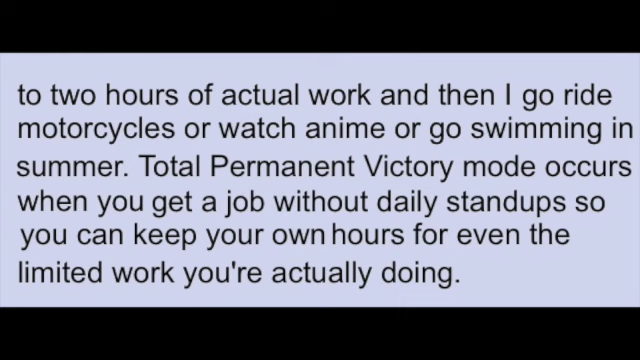 to two hours of actual work and then I go ride
motorcycles or watch anime or go swimming in
summer. Total Permanent Victory mode occurs
when you get a job without daily standups so
you can keep your own hours for even the
limited work you're actually doing.